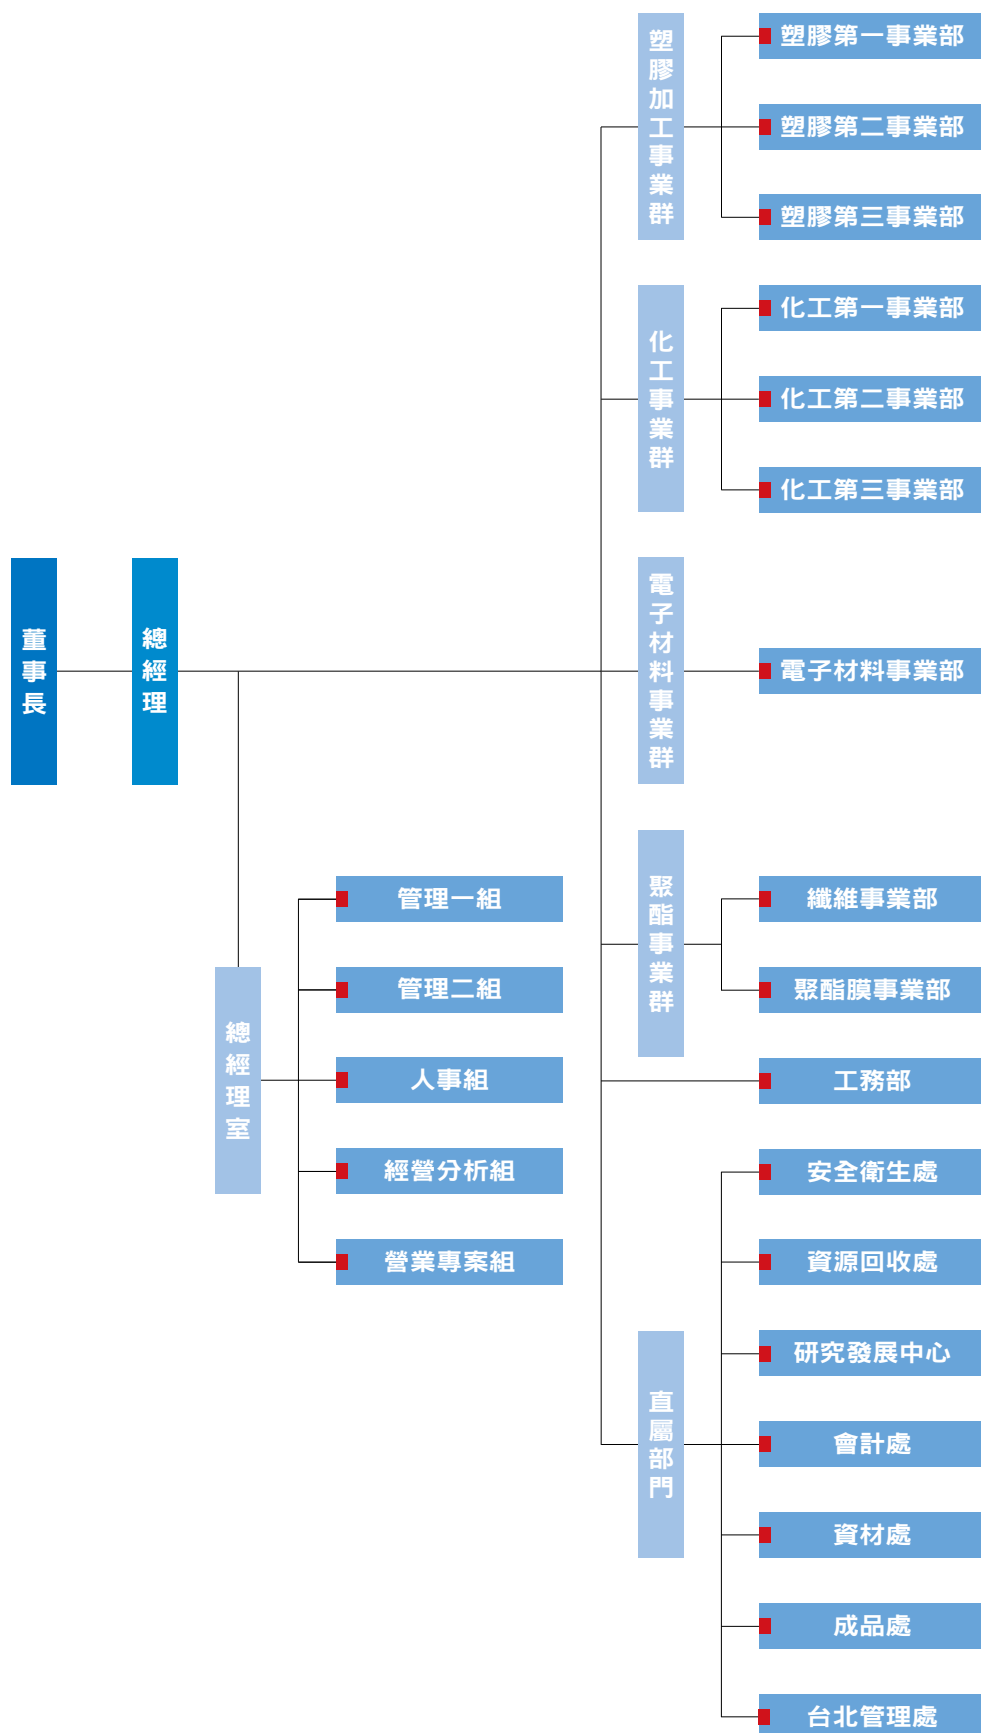 董事長
總經理
總經理室
管理一組
管理二組
人事組
經營分析組
營業專案組
塑膠加工事業群
塑膠第一事業部
塑膠第二事業部
塑膠第三事業部
化工事業群
化工第一事業部
化工第二事業部
化工第三事業部
電子材料事業群
電子材料事業部
聚酯事業群
纖維事業部
聚酯膜事業部
工務部
直屬部門
安全衛生處
資源回收處
研究發展中心
會計處
資材處
成品處
台北管理處